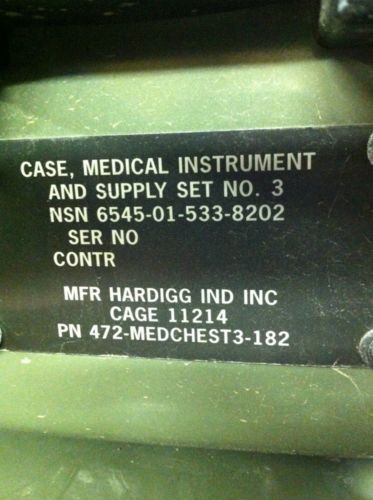 CASE, MEDICAL INSTRUMENT
AND SUPPLY SET NO. 3
NSN 6545-01-533-8202
SER NO
CONTR
MFR HARDIGG IND INC
CAGE 11214
PN 472-MEDCHEST3-182